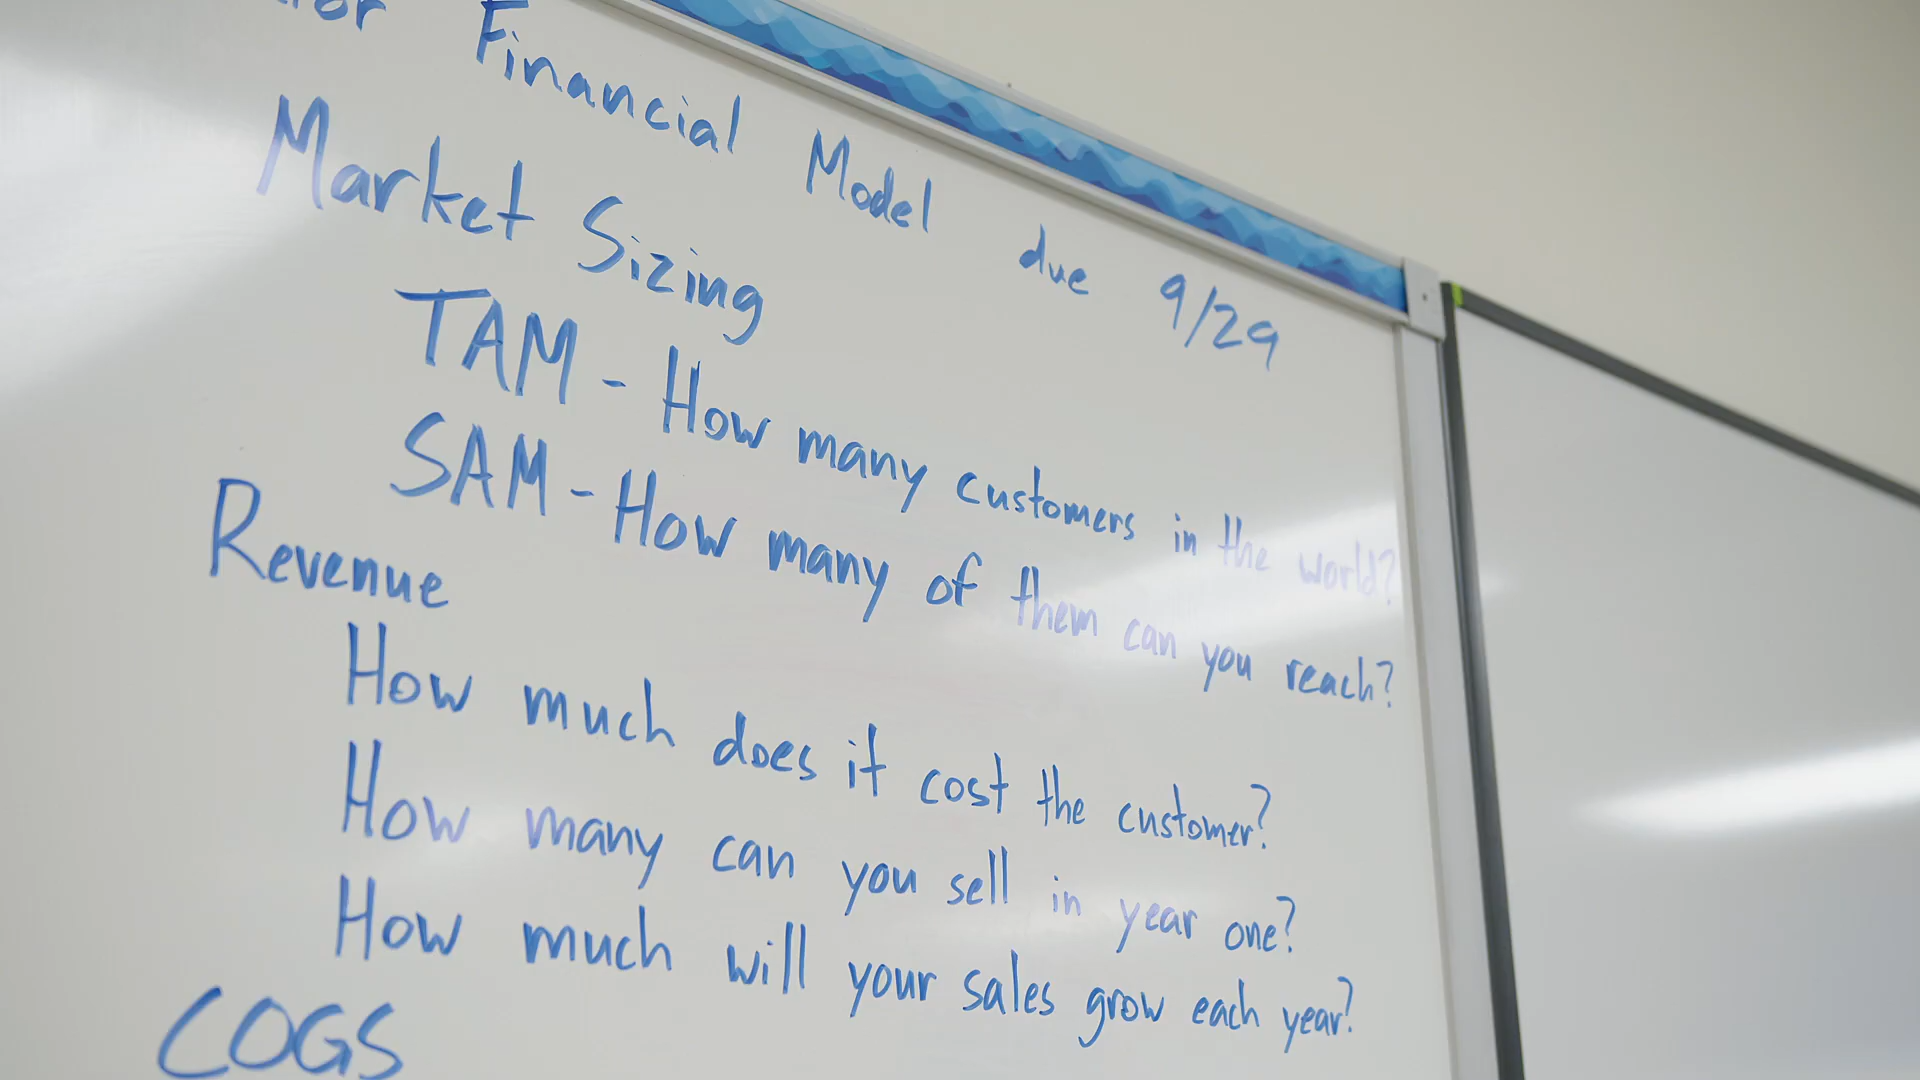 Financial Model due 9/29
Market Sizing
TAM - How many customers in the world?
SAM - How many of them can you reach?
Revenue
How much does it cost the customer?
How many can you sell in year one?
How much will your sales grow each year?
COGS